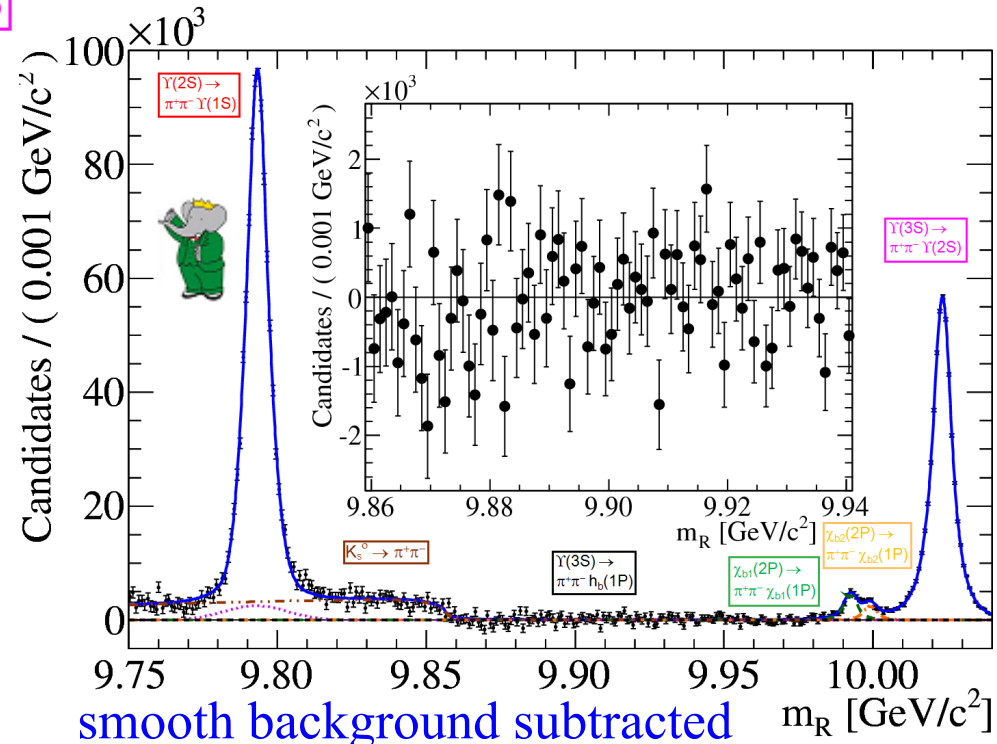 ×10³
100
80
60
40
20
0
Candidates / ( 0.001 GeV/c² )
ϒ(2S)→
π⁺π⁻ ϒ(1S)
×10³
2
1
0
-1
-2
Candidates / ( 0.001 GeV/c² )
9.86 9.88 9.90 9.92 9.94
m_R [GeV/c²]
ϒ(3S)→
π⁺π⁻ ϒ(2S)
K_s⁰ → π⁺π⁻
ϒ(3S)→
π⁺π⁻ h_b(1P)
χ_b1(2P)→
π⁺π⁻ χ_b1(1P)
χ_b2(2P)→
π⁺π⁻ χ_b2(1P)
9.75 9.80 9.85 9.90 9.95 10.00
m_R [GeV/c²]
smooth background subtracted